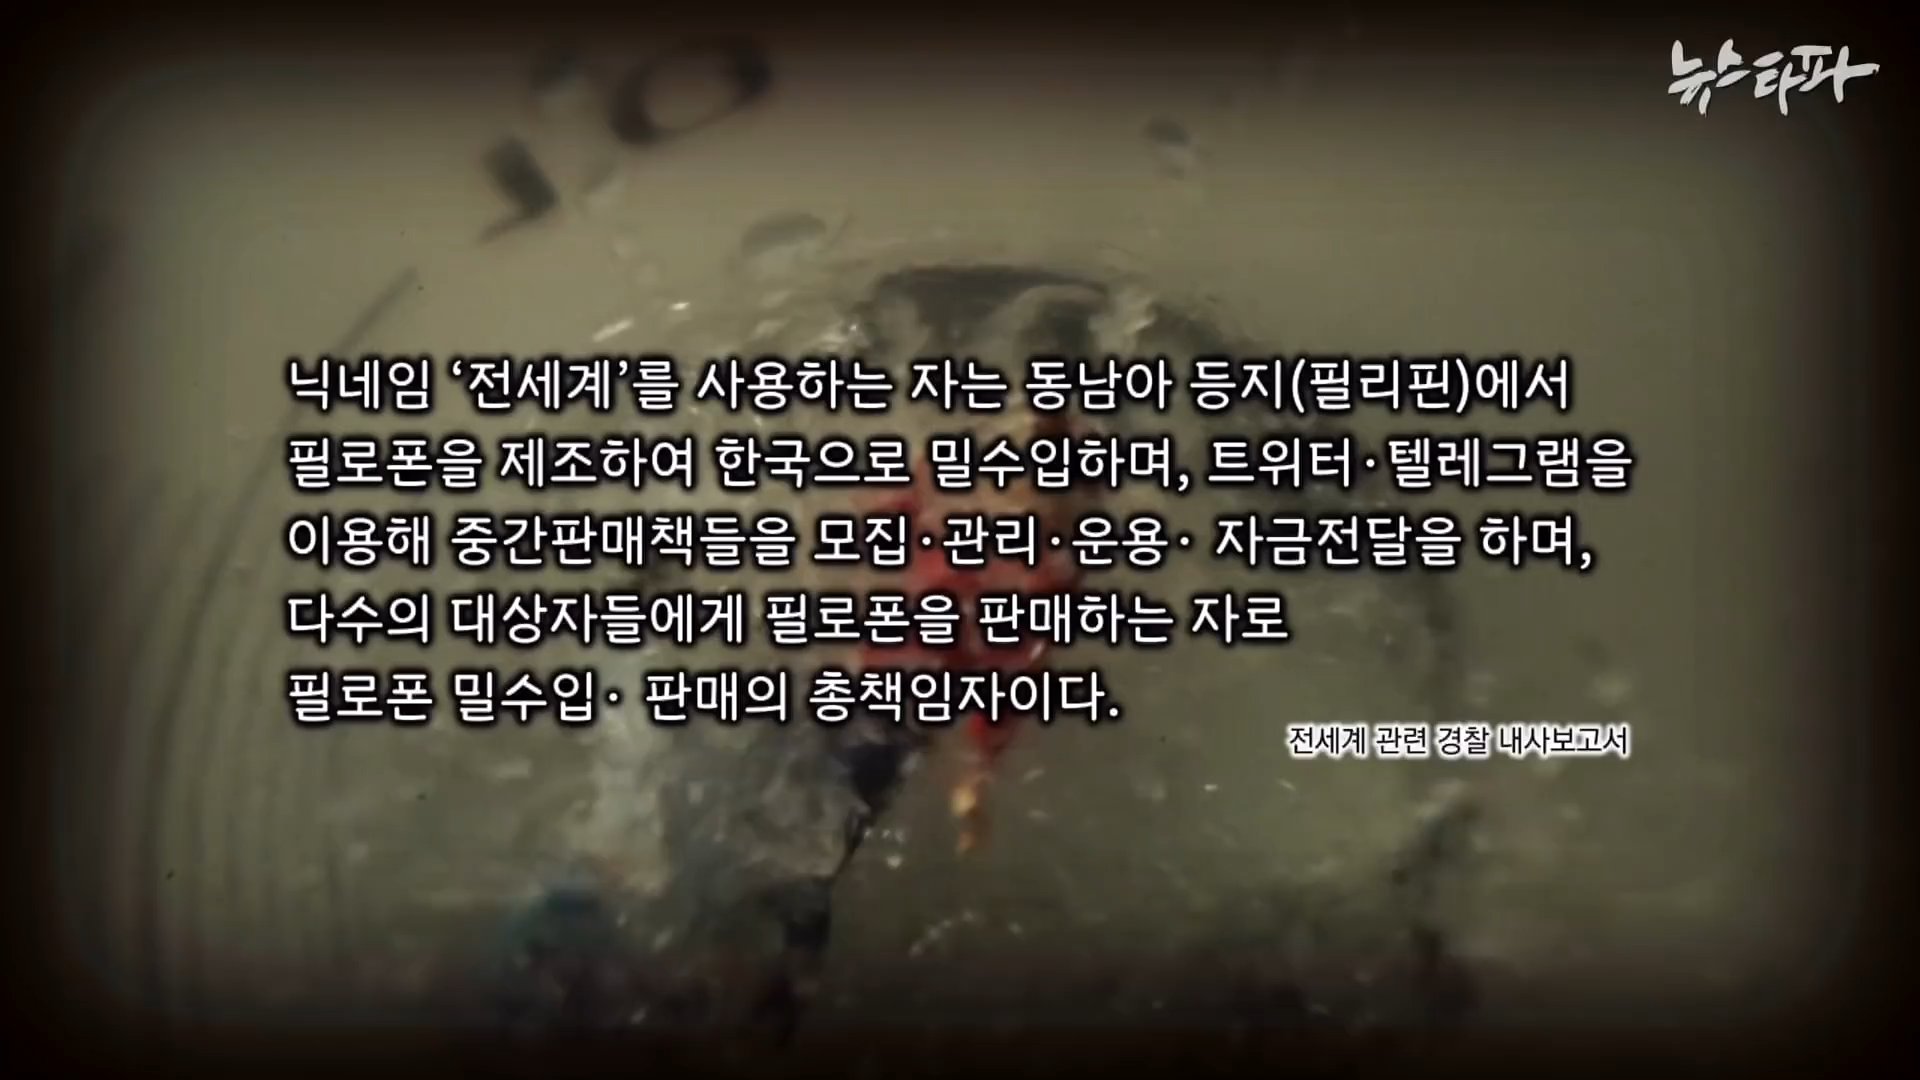 뉴스타파
닉네임 ‘전세계’를 사용하는 자는 동남아 등지(필리핀)에서
필로폰을 제조하여 한국으로 밀수입하며, 트위터·텔레그램을
이용해 중간판매책들을 모집·관리·운용· 자금전달을 하며,
다수의 대상자들에게 필로폰을 판매하는 자로
필로폰 밀수입· 판매의 총책임자이다.
전세계 관련 경찰 내사보고서